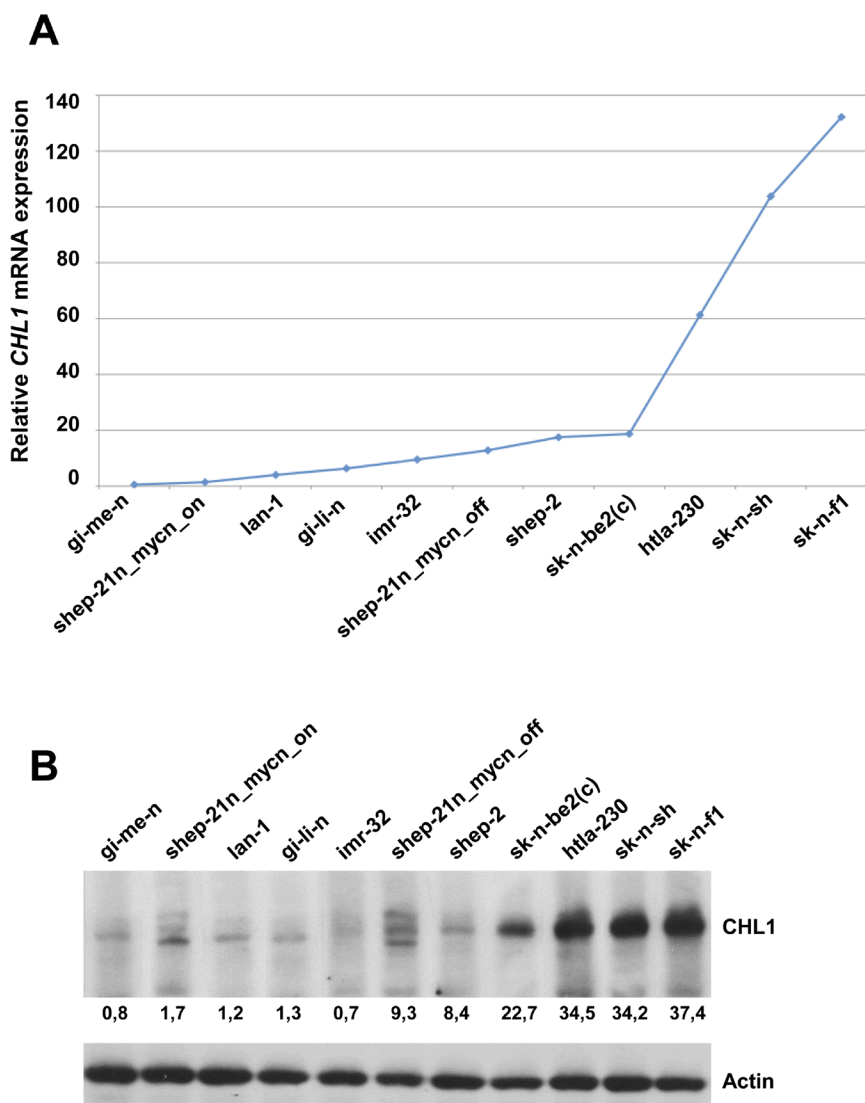 A
Relative CHL1 mRNA expression
140
120
100
80
60
40
20
0
gi-me-n
shep-21n_mycn_on
lan-1
gi-li-n
imr-32
shep-21n_mycn_off
shep-2
sk-n-be2(c)
htla-230
sk-n-sh
sk-n-f1
B
gi-me-n
shep-21n_mycn_on
lan-1
gi-li-n
imr-32
shep-21n_mycn_off
shep-2
sk-n-be2(c)
htla-230
sk-n-sh
sk-n-f1
CHL1
0,8 1,7 1,2 1,3 0,7 9,3 8,4 22,7 34,5 34,2 37,4
Actin